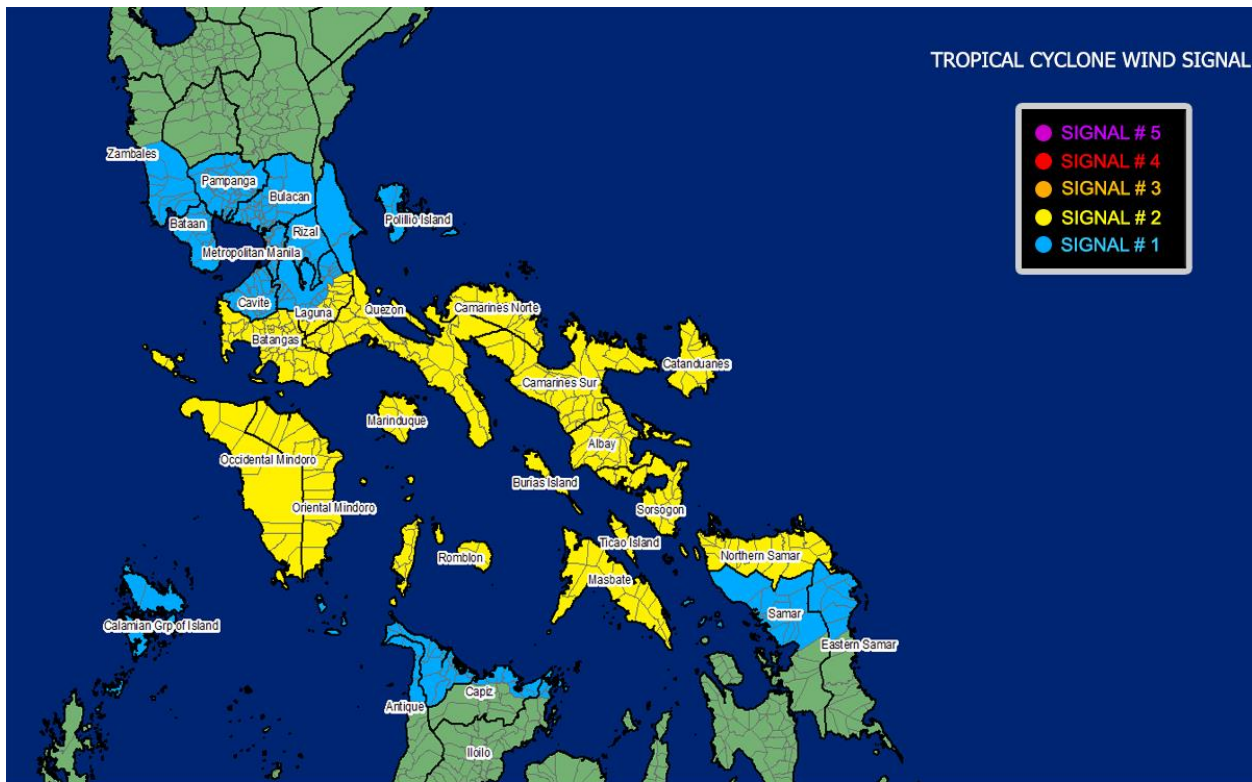 TROPICAL CYCLONE WIND SIGNAL
SIGNAL # 5
SIGNAL # 4
SIGNAL # 3
SIGNAL # 2
SIGNAL # 1
Zambales
Pampanga
Bulacan
Bataan
Rizal
Polillio Island
Metropolitan Manila
Cavite
Laguna
Quezon
Camarines Norte
Batangas
Catanduanes
Camarines Sur
Marinduque
Albay
Occidental Mindoro
Burias Island
Oriental Mindoro
Sorsogon
Ticao Island
Romblon
Northern Samar
Masbate
Samar
Calamian Grp of Island
Eastern Samar
Capiz
Antique
Iloilo